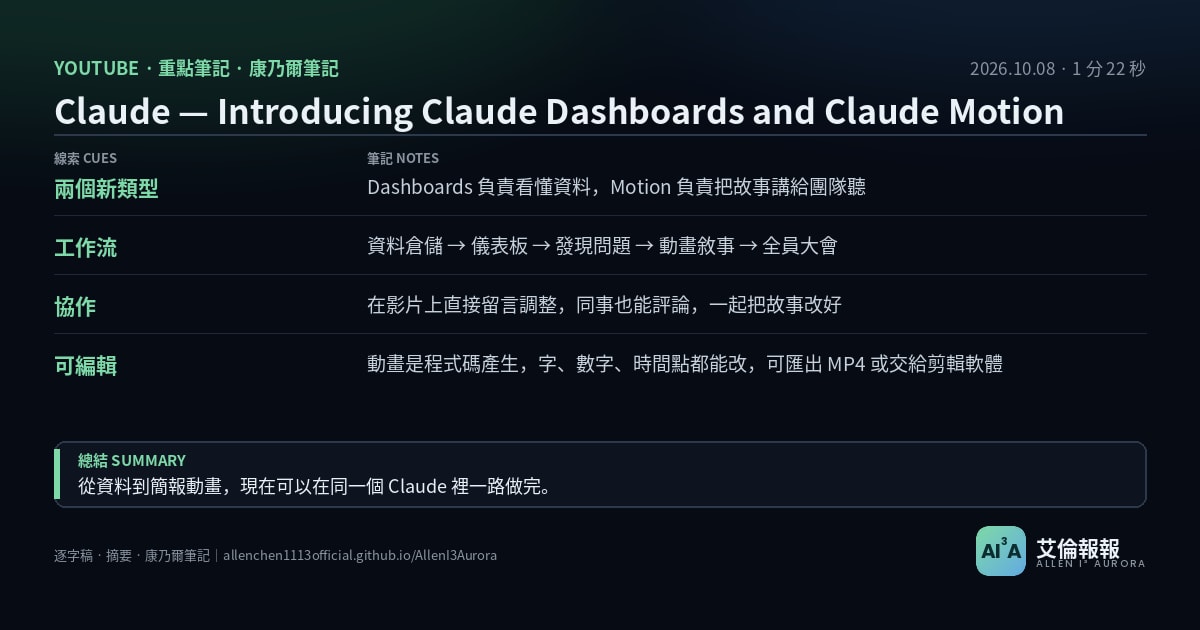 YOUTUBE · 重點筆記 · 康乃爾筆記
2026.10.08 · 1 分 22 秒
Claude — Introducing Claude Dashboards and Claude Motion
線索 CUES
筆記 NOTES
兩個新類型
Dashboards 負責看懂資料，Motion 負責把故事講給團隊聽
工作流
資料倉儲 → 儀表板 → 發現問題 → 動畫敘事 → 全員大會
協作
在影片上直接留言調整，同事也能評論，一起把故事改好
可編輯
動畫是程式碼產生，字、數字、時間點都能改，可匯出 MP4 或交給剪輯軟體
總結 SUMMARY
從資料到簡報動畫，現在可以在同一個 Claude 裡一路做完。
逐字稿 · 摘要 · 康乃爾筆記｜allenchen1113official.github.io/AllenI3Aurora
AI³A
艾倫報報
ALLEN I³ AURORA